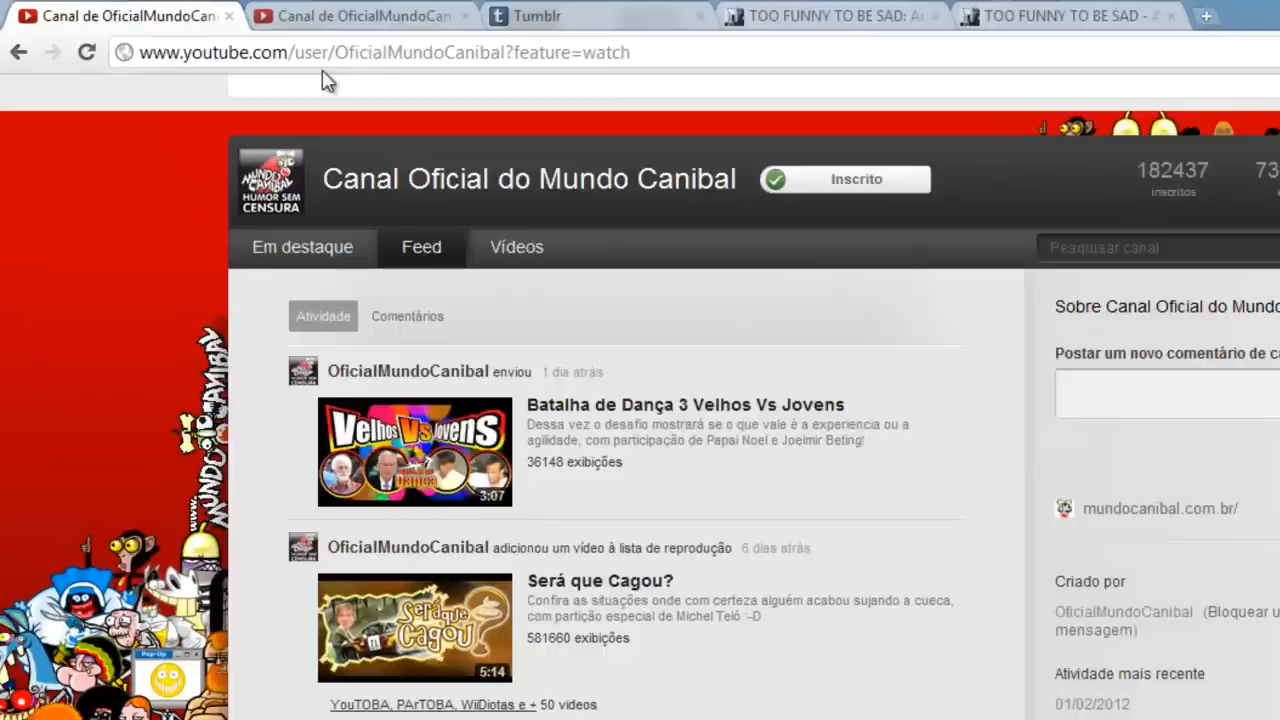 Canal de OficialMundoCan
Canal de OficialMundoCan
Tumblr
TOO FUNNY TO BE SAD: A
TOO FUNNY TO BE SAD - A
www.youtube.com/user/OficialMundoCanibal?feature=watch
MUNDO CANIBAL
HUMOR SEM
CENSURA
Canal Oficial do Mundo Canibal
Inscrito
182437
inscritos
73
Em destaque
Feed
Vídeos
Pesquisar canal
Atividade
Comentários
Sobre Canal Oficial do Mundo
Postar um novo comentário de ca
OficialMundoCanibal enviou 1 dia atrás
Velhos Vs Jovens
3:07
Batalha de Dança 3 Velhos Vs Jovens
Dessa vez o desafio mostrará se o que vale é a experiencia ou a
agilidade, com participação de Papai Noel e Joelmir Beting!
36148 exibições
www.MUNDOCANIBAL
mundocanibal.com.br/
OficialMundoCanibal adicionou um vídeo à lista de reprodução 6 dias atrás
Será que Cagou?
5:14
Será que Cagou?
Confira as situações onde com certeza alguém acabou sujando a cueca,
com partição especial de Michel Teló :-D
581660 exibições
YouTOBA, PArTOBA, WiiDiotas e + 50 videos
Criado por
OficialMundoCanibal (Bloquear u
mensagem)
Atividade mais recente
01/02/2012
Pop-Up